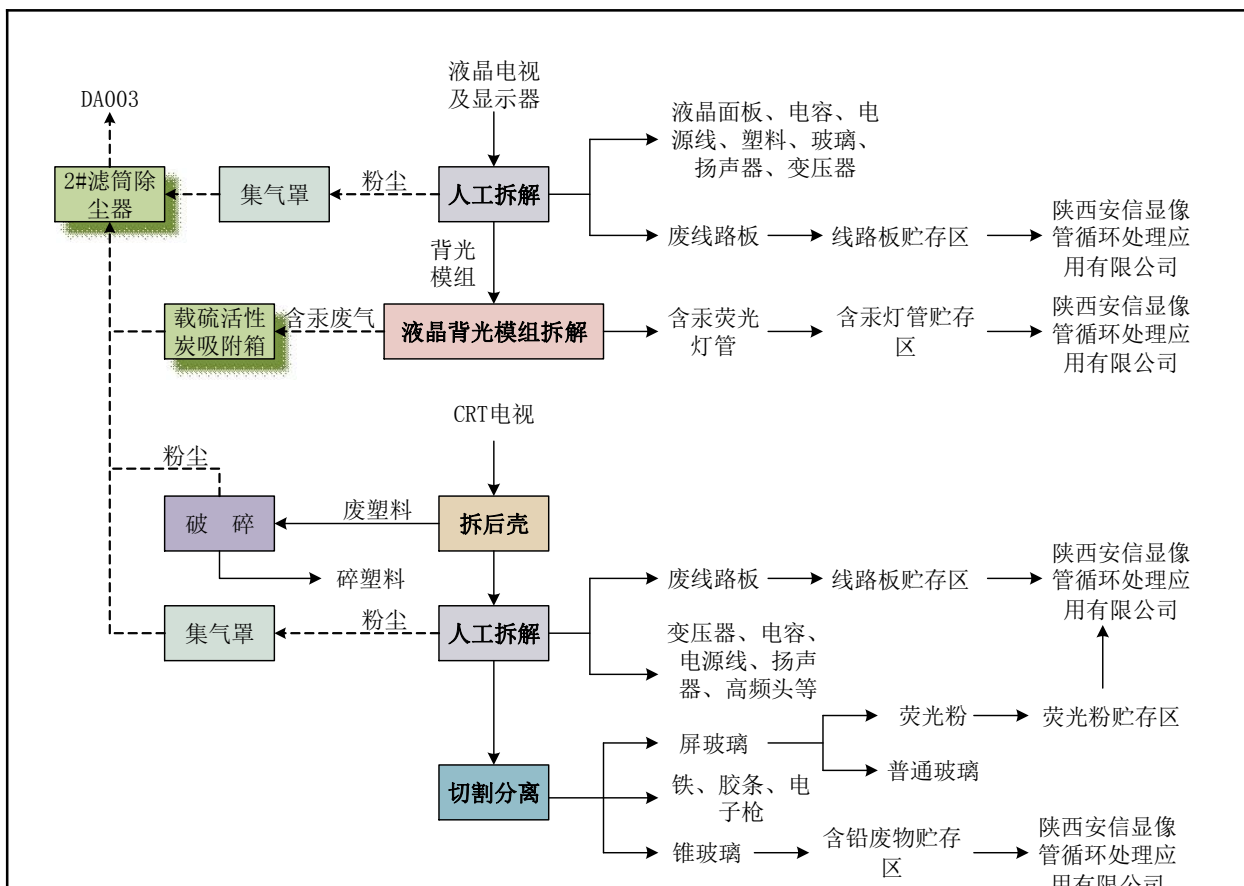 液晶电视
及显示器
DA003
液晶面板、电容、电
源线、塑料、玻璃、
扬声器、变压器
2#滤筒除
尘器
集气罩
粉尘
人工拆解
废线路板
线路板贮存区
陕西安信显像
管循环处理应
用有限公司
背光
模组
载硫活性
炭吸附箱
含汞废气
液晶背光模组拆解
含汞荧光
灯管
含汞灯管贮存
区
陕西安信显像
管循环处理应
用有限公司
CRT电视
粉尘
破 碎
废塑料
拆后壳
碎塑料
废线路板
线路板贮存区
陕西安信显像
管循环处理应
用有限公司
集气罩
粉尘
人工拆解
变压器、电容、
电源线、扬声
器、高频头等
荧光粉
荧光粉贮存区
屏玻璃
普通玻璃
切割分离
铁、胶条、电
子枪
锥玻璃
含铅废物贮存
区
陕西安信显像
管循环处理应
用有限公司